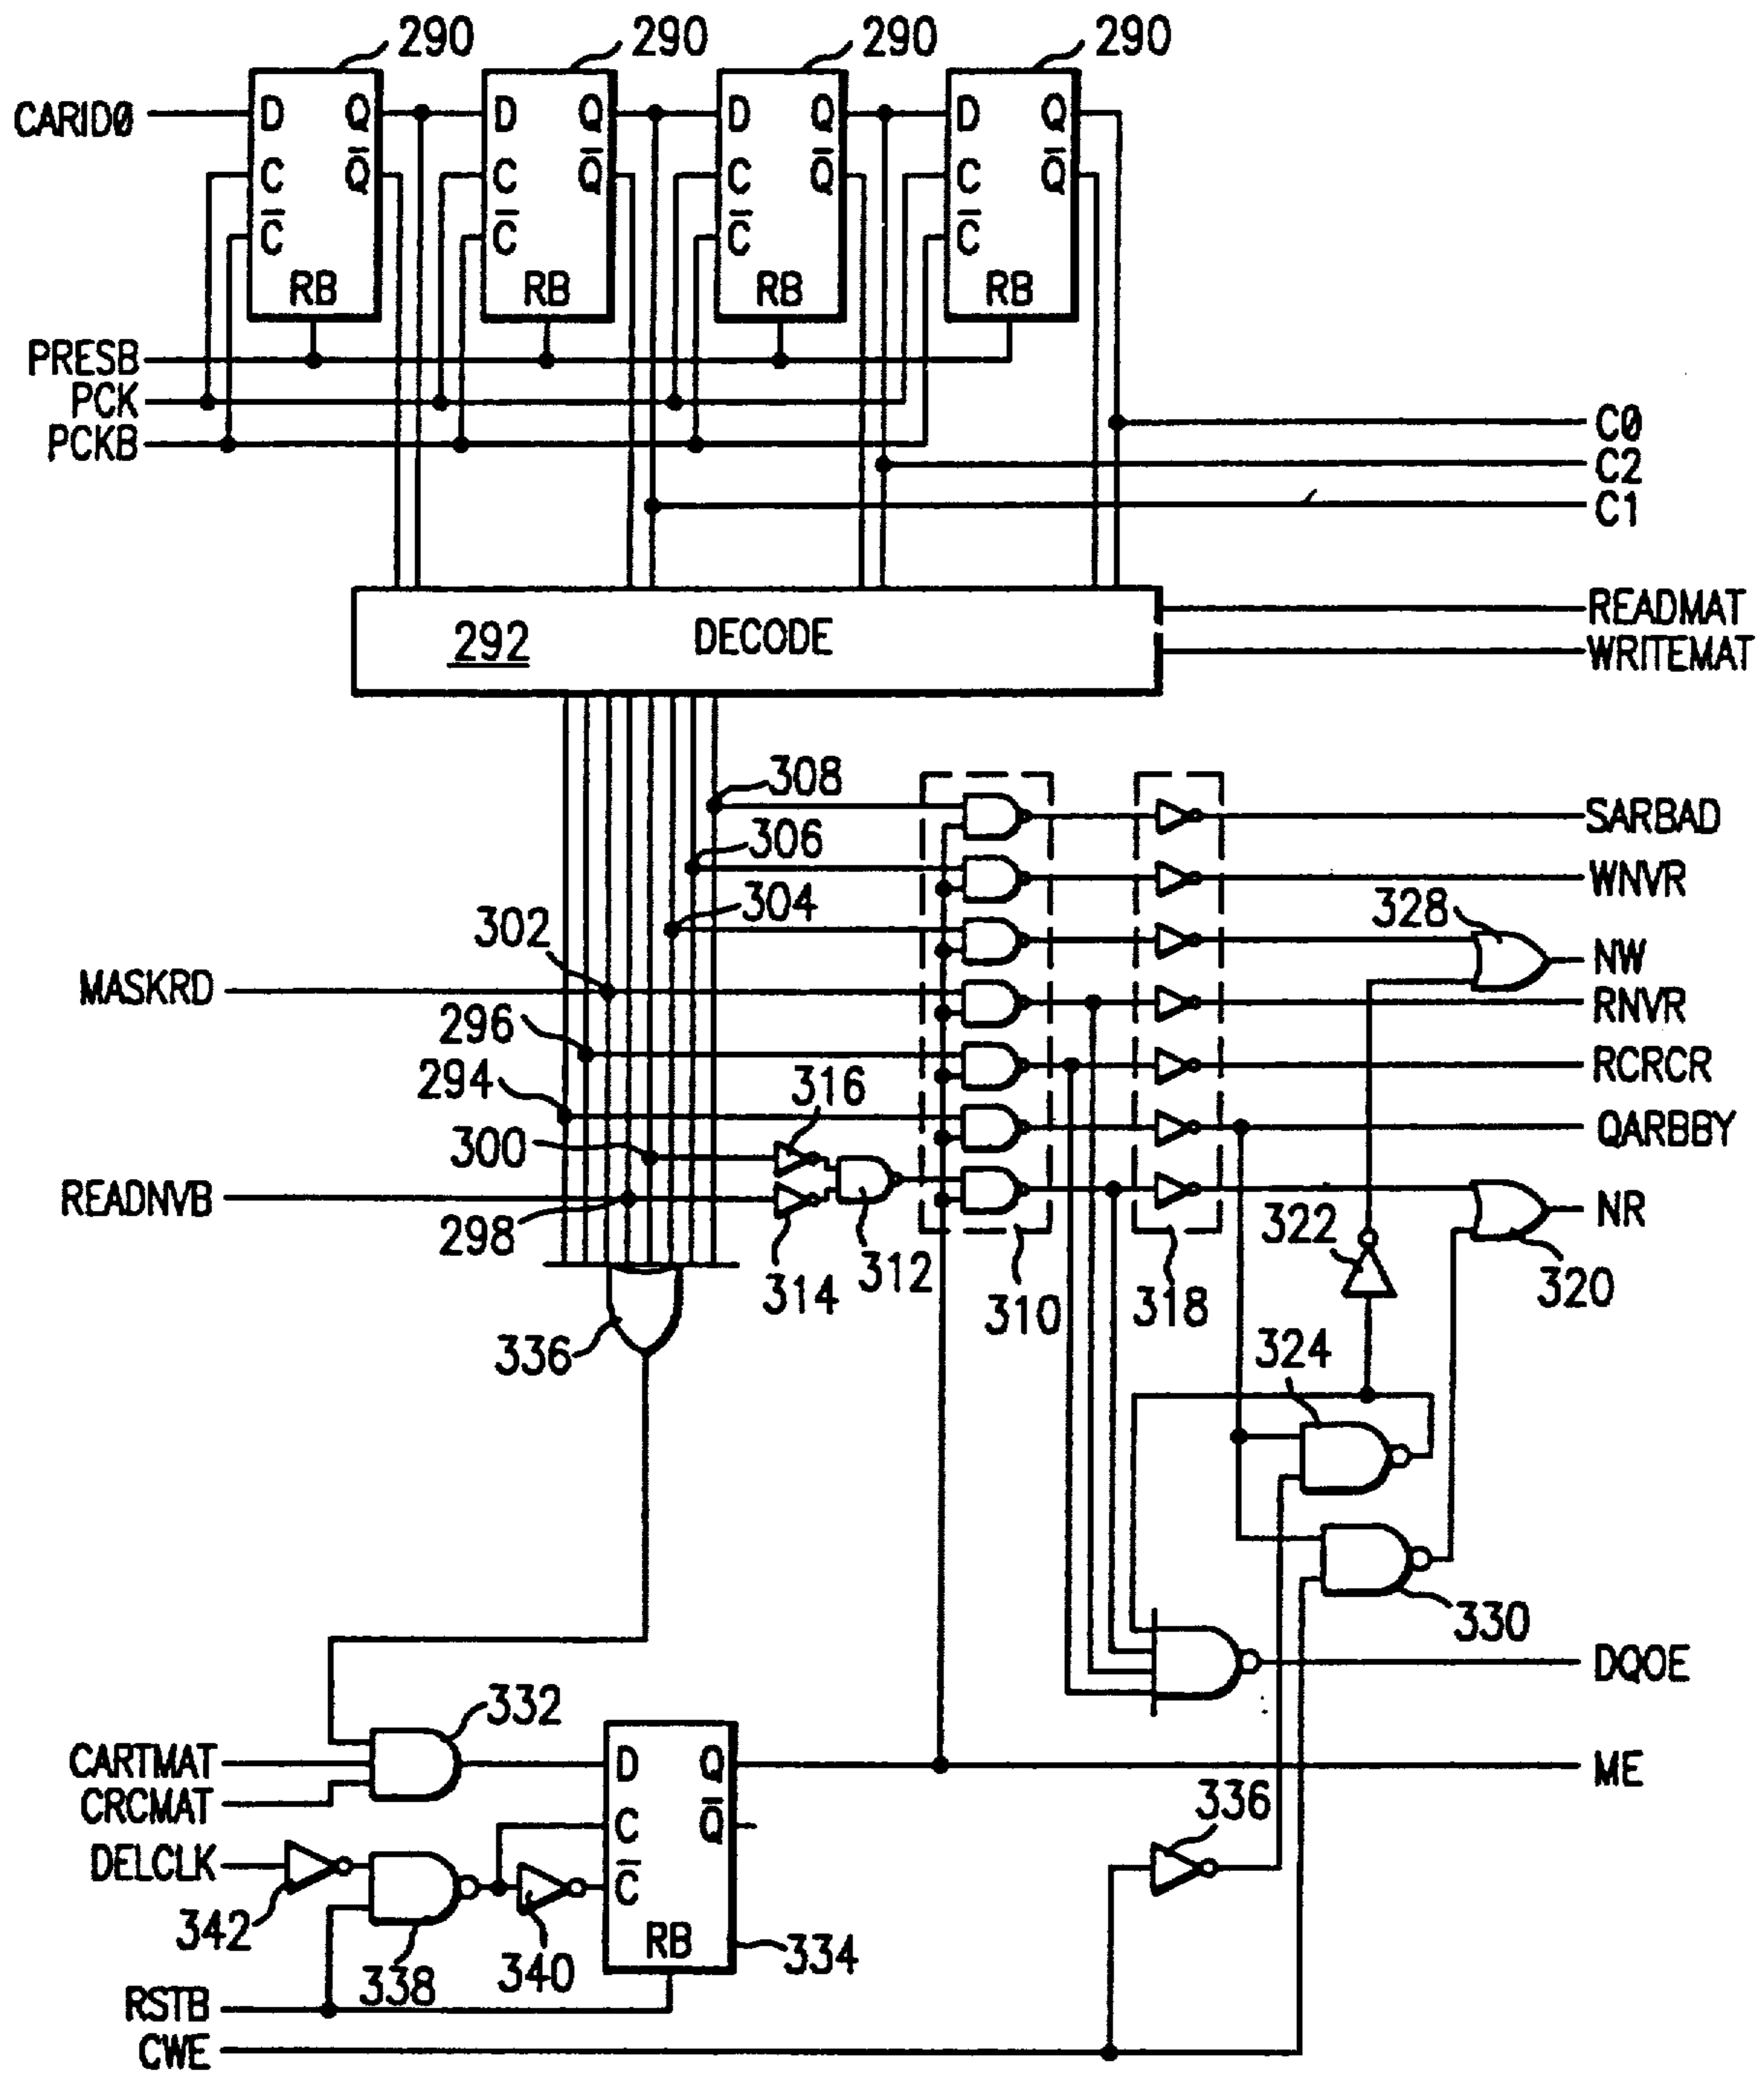 290 290 290 290
CARID0 D Q D Q D Q D Q
C Q̅ C Q̅ C Q̅ C Q̅
C̅ C̅ C̅ C̅
RB RB RB RB
PRESB
PCK
PCKB
C0
C2
C1
READMAT
292 DECODE
WRITEMAT
308
SARBAD
306
WNVR
304
328
302
NW
MASKRD
RNVR
296
RCRCR
294
316
QARBBY
300
READNVB
NR
298
322
312
314
310
318
320
336
324
330
DQOE
332
CARTMAT D Q
ME
CRCMAT
336
C Q̅
DELCLK
C̅
342
RB
334
338
340
RSTB
CWE